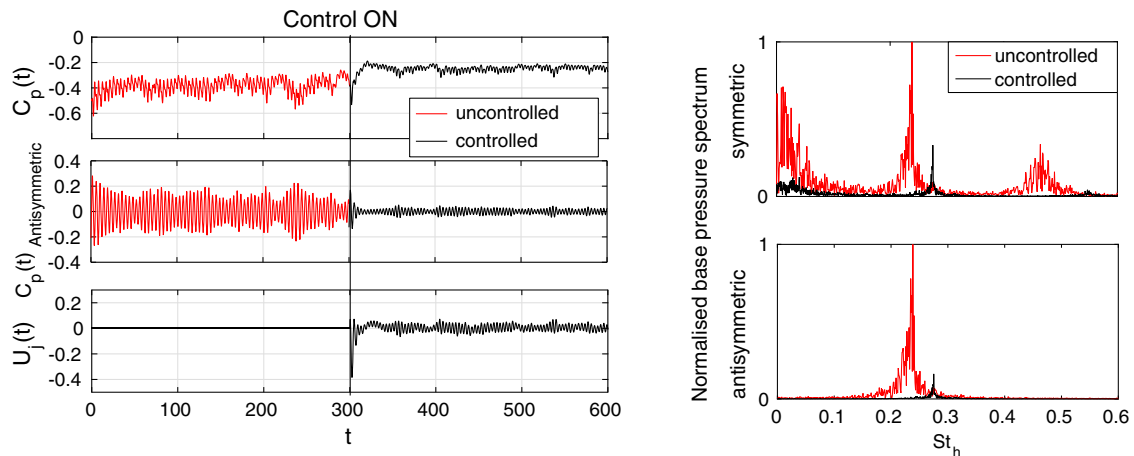 Control ON
C_p(t)
0
-0.2
-0.4
-0.6
uncontrolled
controlled
C_p(t) Antisymmetric
0.4
0.2
0
-0.2
-0.4
U_j(t)
0.2
0
-0.2
-0.4
0 100 200 300 400 500 600
t
Normalised base pressure spectrum
symmetric
1
0
uncontrolled
controlled
antisymmetric
1
0
0 0.1 0.2 0.3 0.4 0.5 0.6
St_h